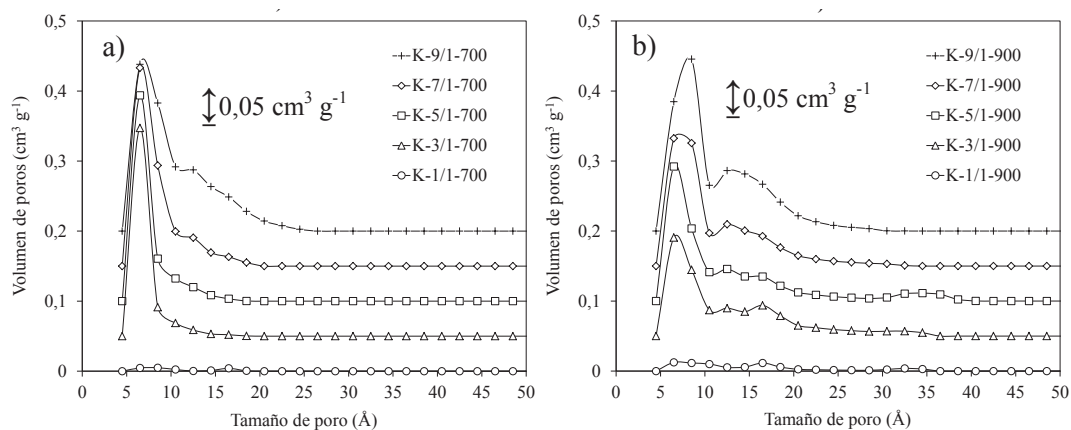 a)
Volumen de poros (cm³ g⁻¹)
0,5
0,4
0,3
0,2
0,1
0
0 5 10 15 20 25 30 35 40 45 50
Tamaño de poro (Å)
0,05 cm³ g⁻¹
K-9/1-700
K-7/1-700
K-5/1-700
K-3/1-700
K-1/1-700
b)
Volumen de poros (cm³ g⁻¹)
0,5
0,4
0,3
0,2
0,1
0
0 5 10 15 20 25 30 35 40 45 50
Tamaño de poro (Å)
0,05 cm³ g⁻¹
K-9/1-900
K-7/1-900
K-5/1-900
K-3/1-900
K-1/1-900